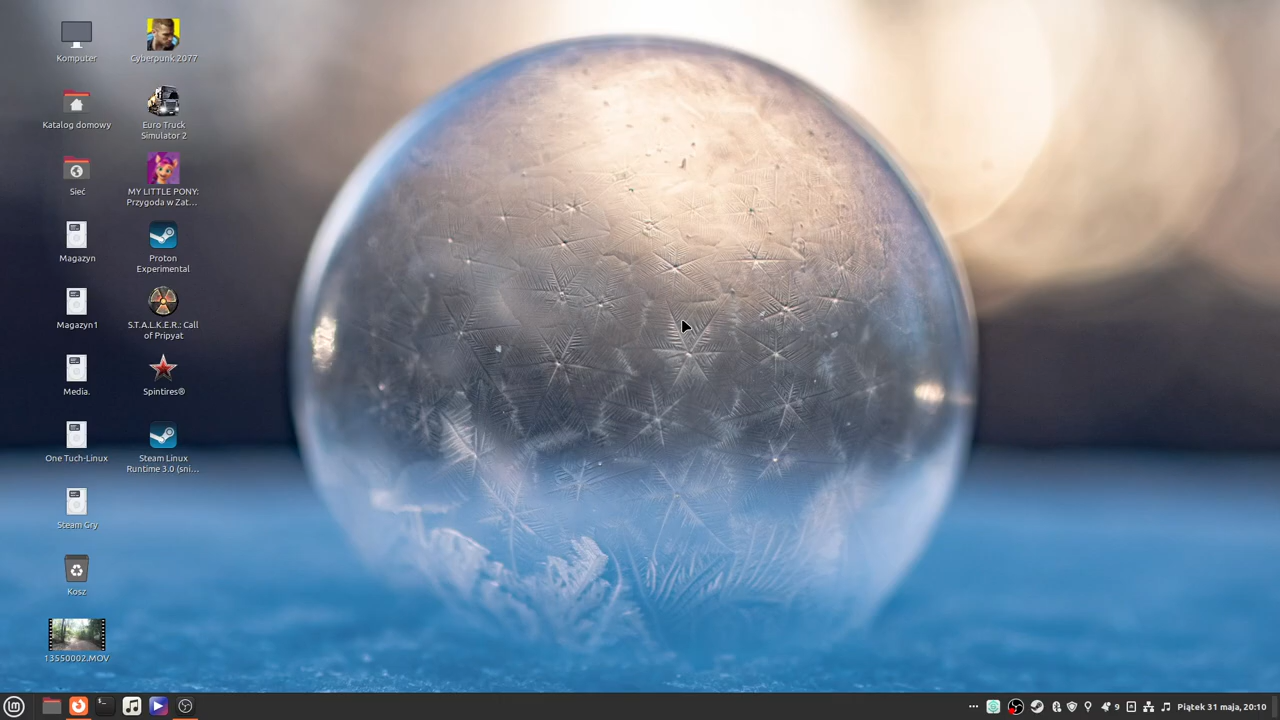 Komputer
Cyberpunk 2077
Katalog domowy
Euro Truck
Simulator 2
Sieć
MY LITTLE PONY:
Przygoda w Zat...
Magazyn
Proton
Experimental
Magazyn1
S.T.A.L.K.E.R.: Call
of Pripyat
Media.
Spintires®
One Tuch-Linux
Steam Linux
Runtime 3.0 (sni...
Steam Gry
Kosz
13550002.MOV
9
Piątek 31 maja, 20:10